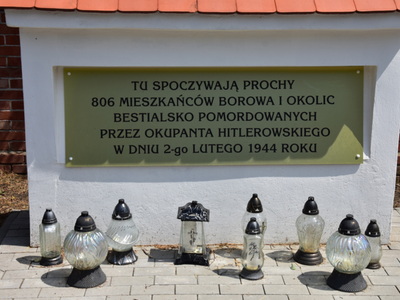 TU SPOCZYWAJĄ PROCHY
806 MIESZKAŃCÓW BOROWA I OKOLIC
BESTIALSKO POMORDOWANYCH
PRZEZ OKUPANTA HITLEROWSKIEGO
W DNIU 2-go LUTEGO 1944 ROKU